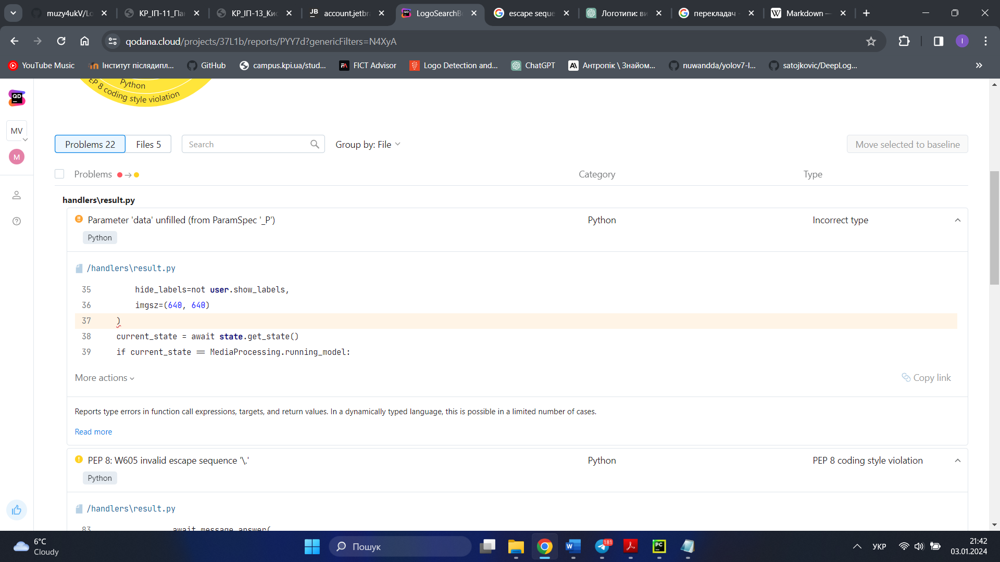 muzy4ukV/Lo
KP_ІП-11_Па
KP_ІП-13_Ки
account.jetbra
LogoSearchB
escape seque
Логотипи: ви
перекладач -
Markdown —
qodana.cloud/projects/37L1b/reports/PYY7d?genericFilters=N4XyA
I
YouTube Music
Інститут післядипл...
GitHub
campus.kpi.ua/stud...
FICT Advisor
Logo Detection and...
ChatGPT
Антропік \ Знайом...
nuwandda/yolov7-l...
satojkovic/DeepLog...
Python
EP 8 coding style violation
QD
MV
M
Problems 22
Files 5
Search
Group by: File
Move selected to baseline
Problems
Category
Type
handlers\result.py
Parameter 'data' unfilled (from ParamSpec '_P')
Python
Incorrect type
Python
/handlers\result.py
35 hide_labels=not user.show_labels,
36 imgsz=(640, 640)
37 )
38 current_state = await state.get_state()
39 if current_state == MediaProcessing.running_model:
More actions
Copy link
Reports type errors in function call expressions, targets, and return values. In a dynamically typed language, this is possible in a limited number of cases.
Read more
PEP 8: W605 invalid escape sequence '\.'
Python
PEP 8 coding style violation
Python
/handlers\result.py
83 await message.answer(
6°C
Cloudy
Пошук
181
УКР
21:42
03.01.2024